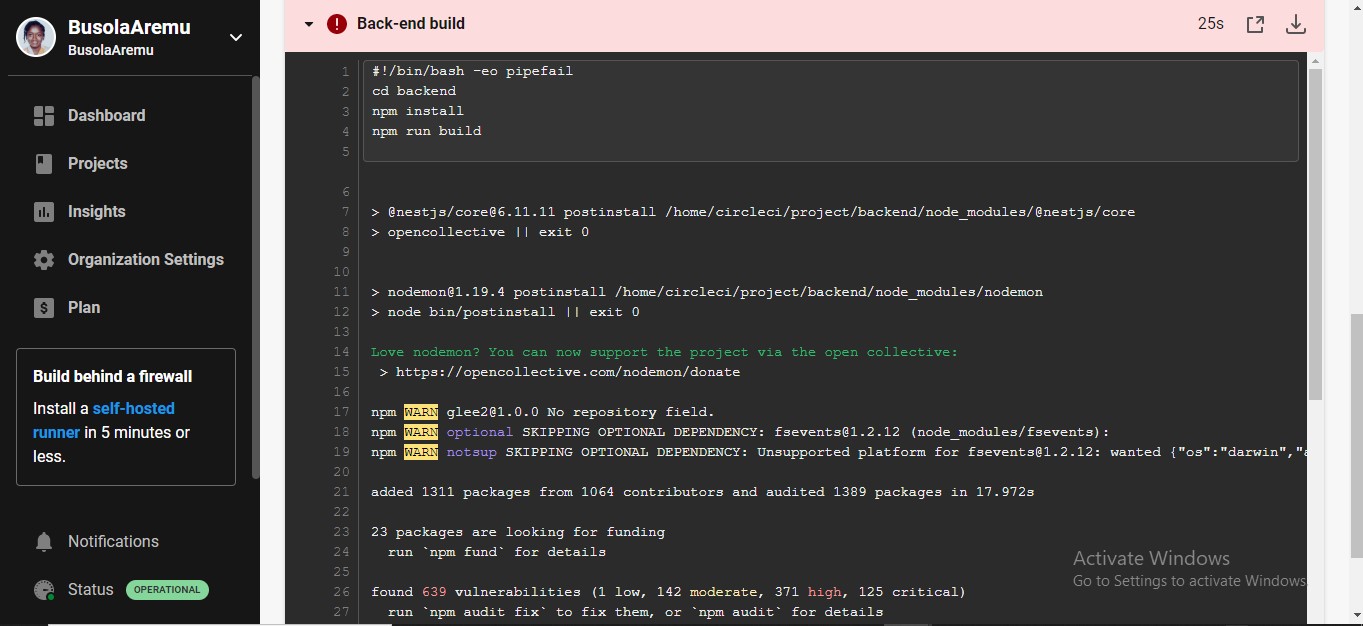 BusolaAremu
BusolaAremu
Dashboard
Projects
Insights
Organization Settings
Plan
Build behind a firewall
Install a self-hosted
runner in 5 minutes or
less.
Notifications
Status OPERATIONAL
Back-end build 25s
1 #!/bin/bash -eo pipefail
2 cd backend
3 npm install
4 npm run build
5
6
7 > @nestjs/core@6.11.11 postinstall /home/circleci/project/backend/node_modules/@nestjs/core
8 > opencollective || exit 0
9
10
11 > nodemon@1.19.4 postinstall /home/circleci/project/backend/node_modules/nodemon
12 > node bin/postinstall || exit 0
13
14 Love nodemon? You can now support the project via the open collective:
15  > https://opencollective.com/nodemon/donate
16
17 npm WARN glee2@1.0.0 No repository field.
18 npm WARN optional SKIPPING OPTIONAL DEPENDENCY: fsevents@1.2.12 (node_modules/fsevents):
19 npm WARN notsup SKIPPING OPTIONAL DEPENDENCY: Unsupported platform for fsevents@1.2.12: wanted {"os":"darwin","a
20
21 added 1311 packages from 1064 contributors and audited 1389 packages in 17.972s
22
23 23 packages are looking for funding
24   run `npm fund` for details
25
26 found 639 vulnerabilities (1 low, 142 moderate, 371 high, 125 critical)
27   run `npm audit fix` to fix them, or `npm audit` for details
Activate Windows
Go to Settings to activate Windows